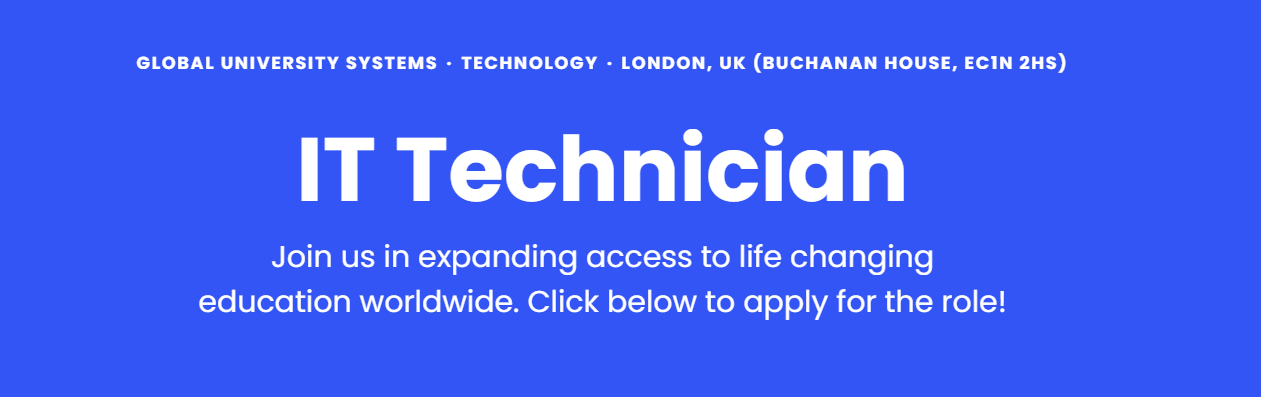 GLOBAL UNIVERSITY SYSTEMS · TECHNOLOGY · LONDON, UK (BUCHANAN HOUSE, EC1N 2HS)
IT Technician
Join us in expanding access to life changing
education worldwide. Click below to apply for the role!